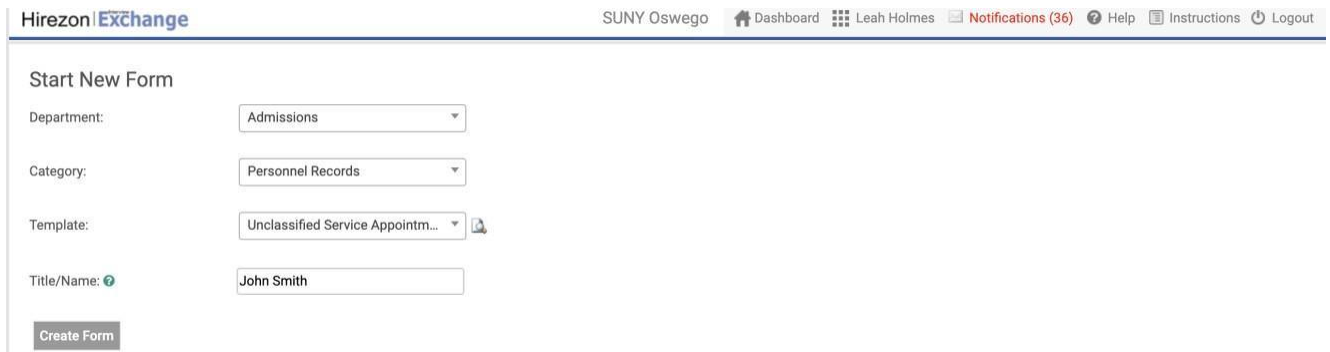 Hirezon Exchange SUNY Oswego Dashboard Leah Holmes Notifications (36) Help Instructions Logout
Start New Form
Department: Admissions
Category: Personnel Records
Template: Unclassified Service Appointm...
Title/Name: John Smith
Create Form